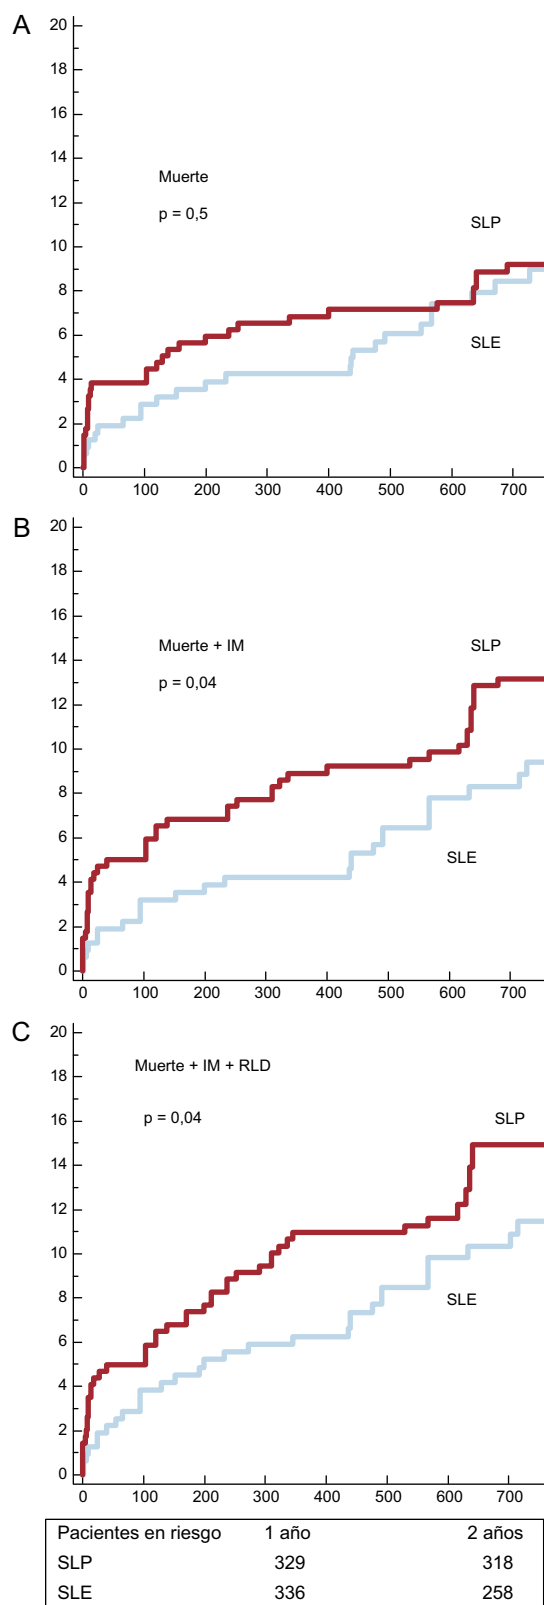 A
20
18
16
14
12
10
8
6
4
2
0
Muerte
p = 0,5
SLP
SLE
0 100 200 300 400 500 600 700
B
20
18
16
14
12
10
8
6
4
2
0
Muerte + IM
p = 0,04
SLP
SLE
0 100 200 300 400 500 600 700
C
20
18
16
14
12
10
8
6
4
2
0
Muerte + IM + RLD
p = 0,04
SLP
SLE
0 100 200 300 400 500 600 700
Pacientes en riesgo 1 año 2 años
SLP 329 318
SLE 336 258